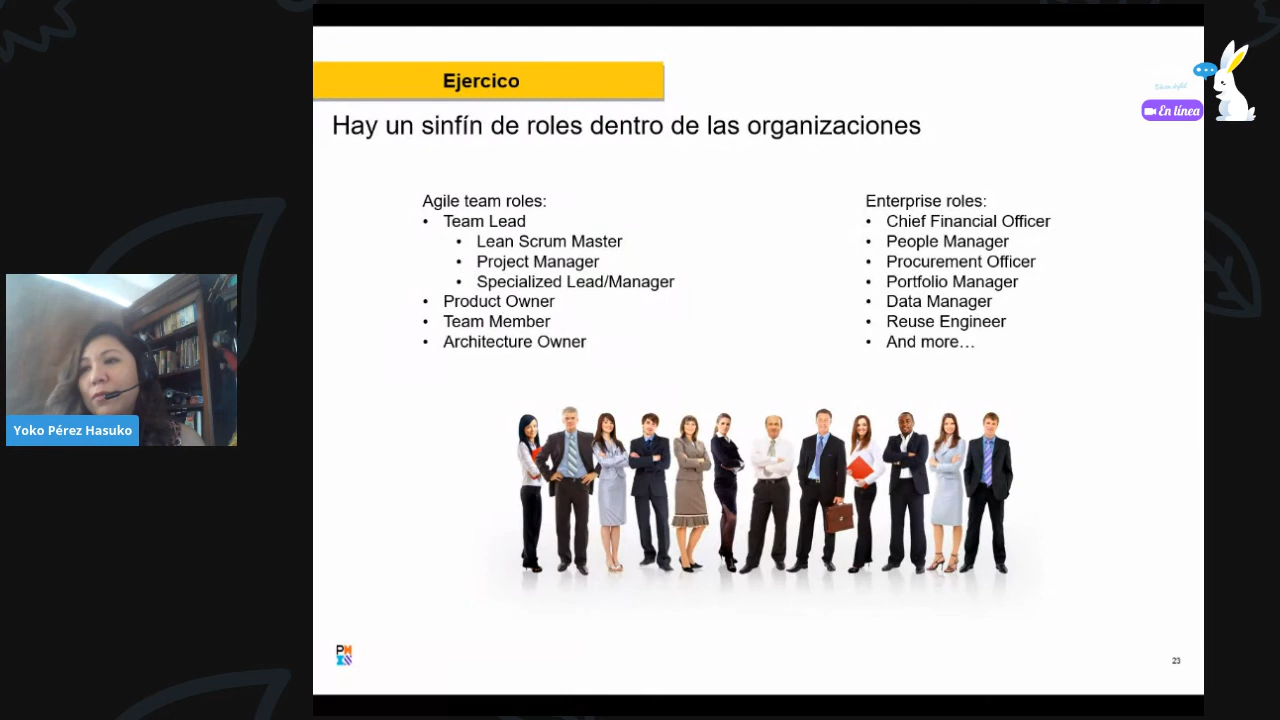 Ejercico
Hay un sinfín de roles dentro de las organizaciones
Agile team roles:
• Team Lead
• Lean Scrum Master
• Project Manager
• Specialized Lead/Manager
• Product Owner
• Team Member
• Architecture Owner
Enterprise roles:
• Chief Financial Officer
• People Manager
• Procurement Officer
• Portfolio Manager
• Data Manager
• Reuse Engineer
• And more…
En línea
Yoko Pérez Hasuko
23